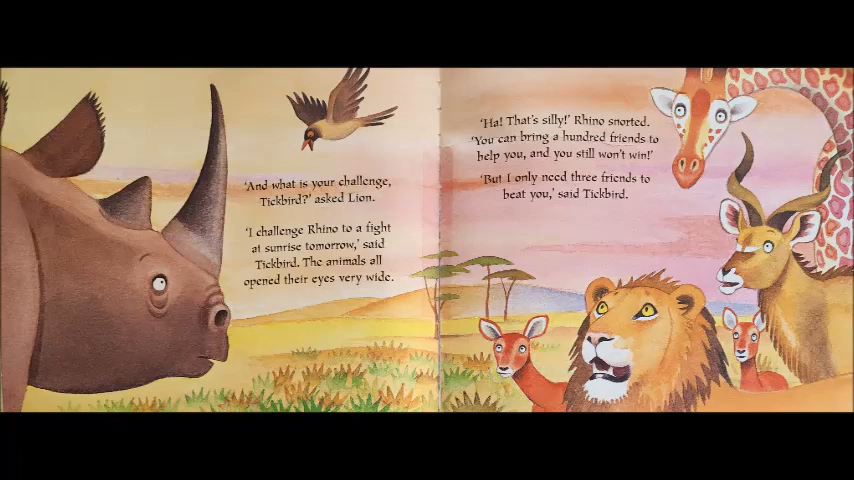 'And what is your challenge,
Tickbird?' asked Lion.
'I challenge Rhino to a fight
at sunrise tomorrow,' said
Tickbird. The animals all
opened their eyes very wide.
'Ha! That's silly!' Rhino snorted.
'You can bring a hundred friends to
help you, and you still won't win!'
'But I only need three friends to
beat you,' said Tickbird.